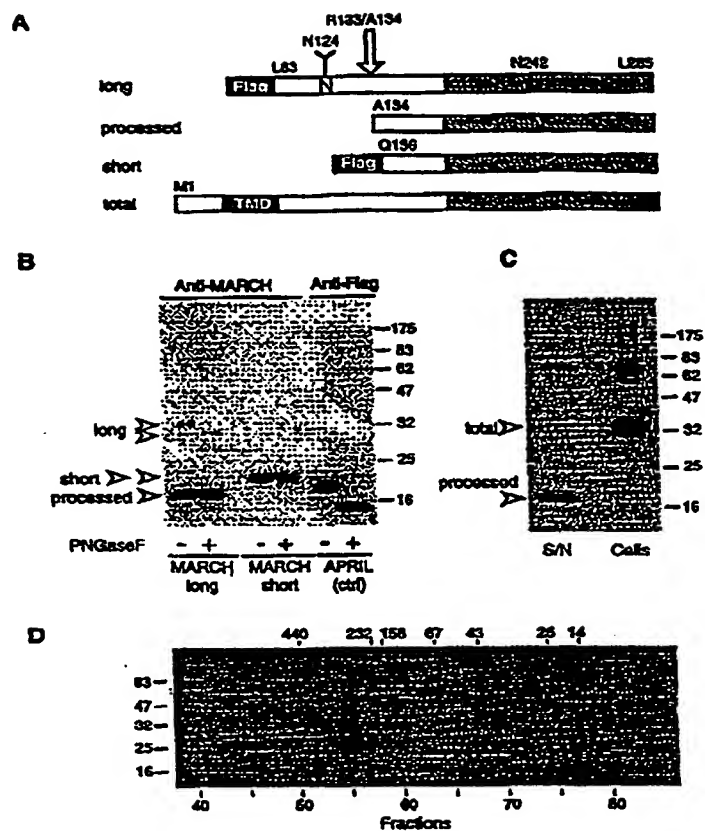 A
R133/A134
N124
L83
N242
L285
long
Flag
A134
processed
Q136
short
Flag
M1
total
TMD
B
Anti-MARCH
Anti-Flag
175
83
62
47
long
32
25
short
processed
16
PNGaseF
- + - + - +
MARCH long
MARCH short
APRIL (ctrl)
C
175
83
62
47
total
32
25
processed
16
S/N
Cells
D
440
232
158
67
43
25
14
83
47
32
25
16
40
50
60
70
80
Fractions